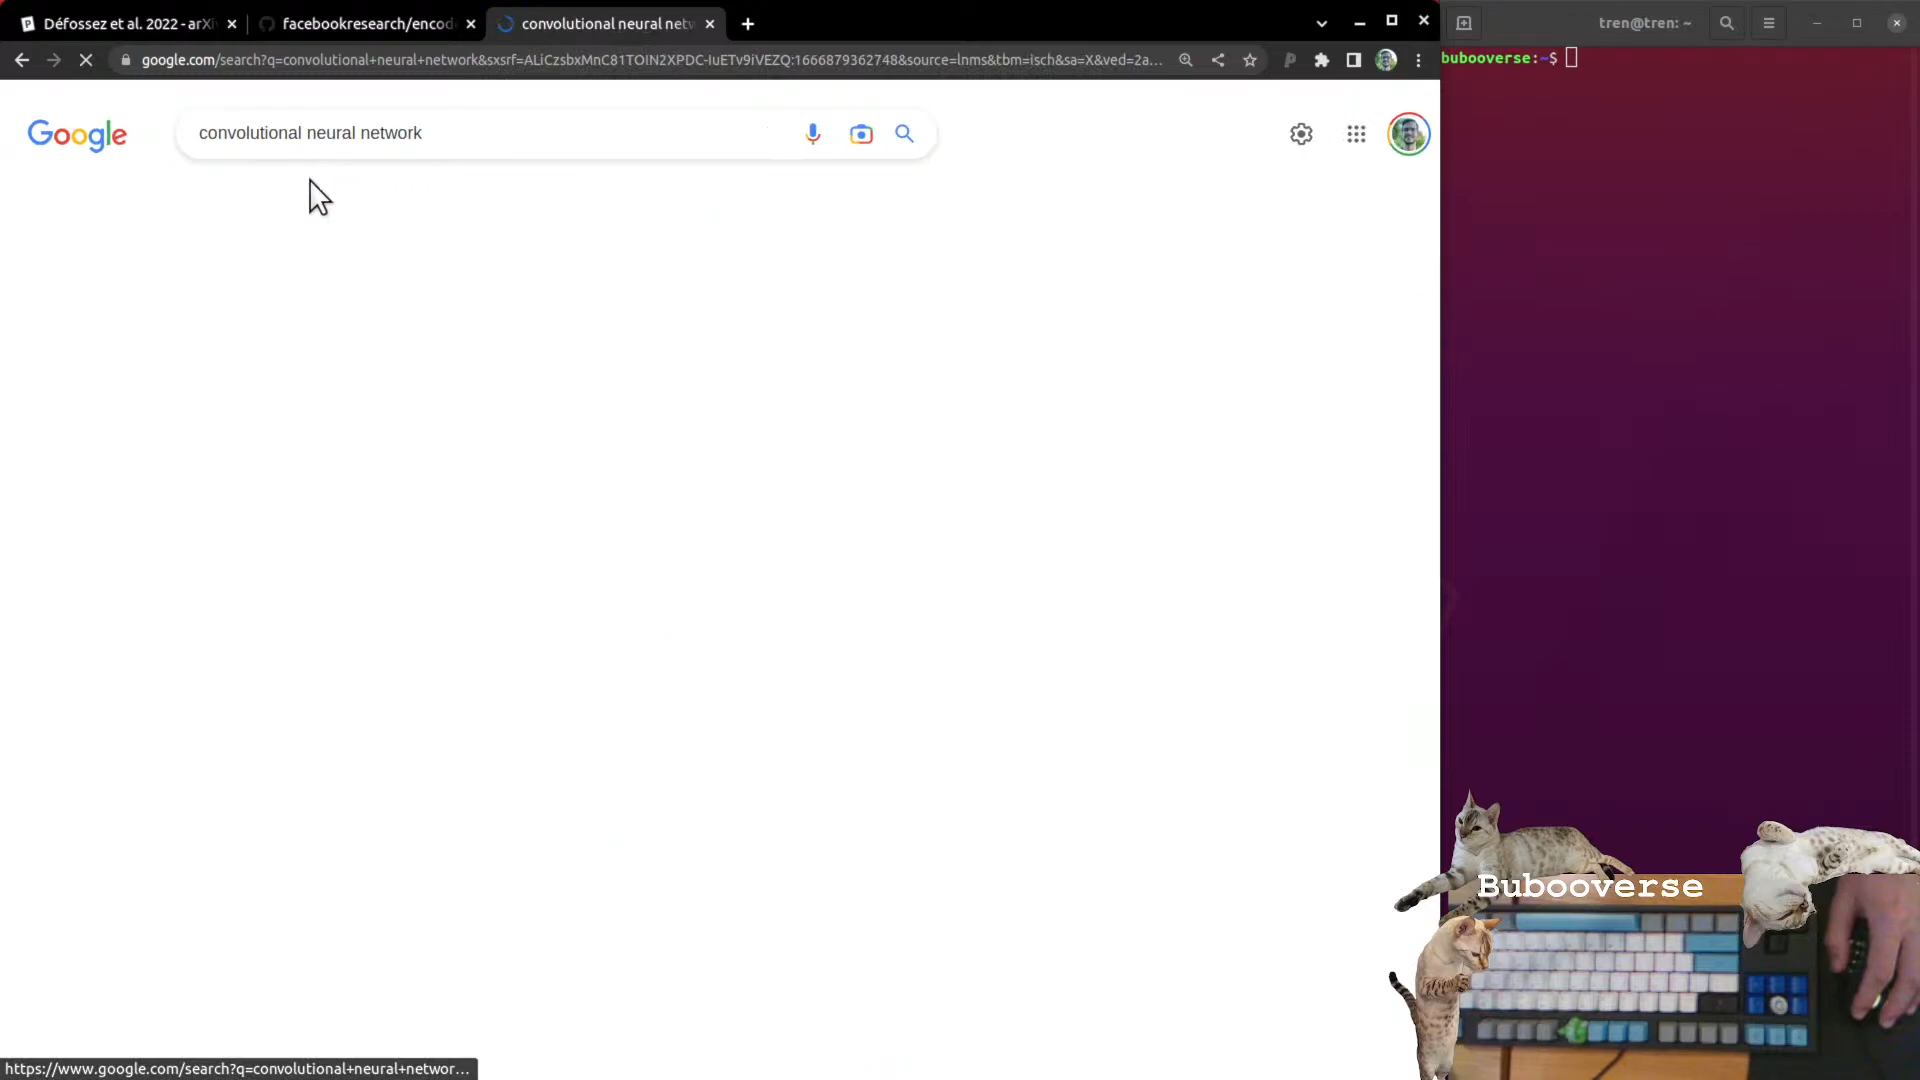 Défossez et al. 2022 - arXi
facebookresearch/encod
convolutional neural netw
tren@tren: ~
google.com/search?q=convolutional+neural+network&sxsrf=ALiCzsbxMnC81TOIN2XPDC-IuETv9iVEZQ:1666879362748&source=lnms&tbm=isch&sa=X&ved=2a...
bubooverse:~$
Google
convolutional neural network
Bubooverse
https://www.google.com/search?q=convolutional+neural+networ...